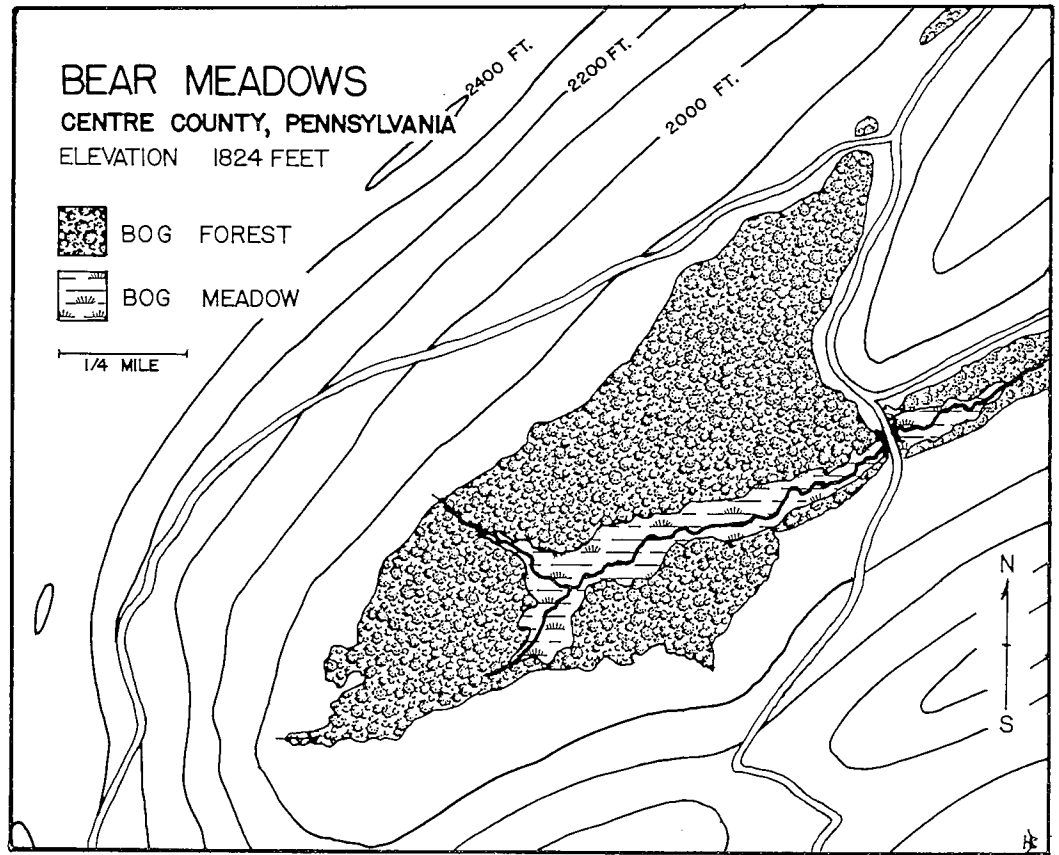 BEAR MEADOWS
CENTRE COUNTY, PENNSYLVANIA
ELEVATION 1824 FEET
BOG FOREST
BOG MEADOW
1/4 MILE
2400 FT.
2200 FT.
2000 FT.
N
S